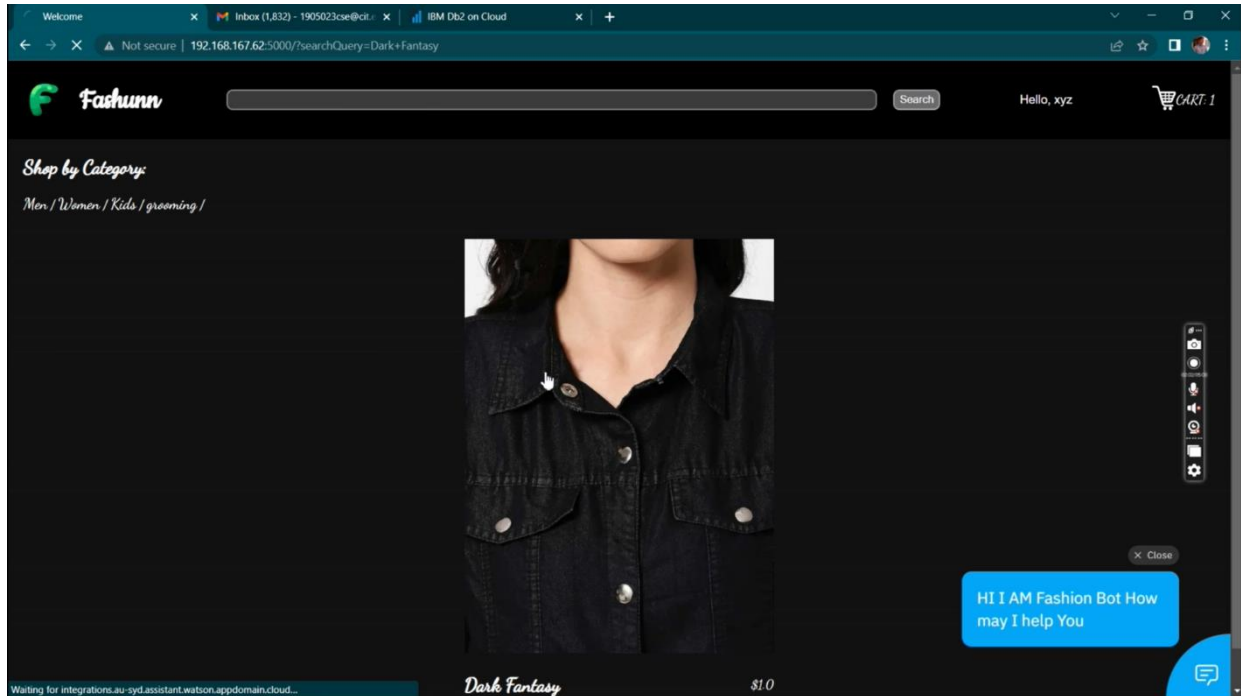 Welcome
Inbox (1,832) - 1905023cse@cit.
IBM Db2 on Cloud
Not secure | 192.168.167.62:5000/?searchQuery=Dark+Fantasy
F Fashunn
Search
Hello, xyz
CART: 1
Shop by Category:
Men / Women / Kids / grooming /
Close
HI I AM Fashion Bot How
may I help You
Dark Fantasy
$1.0
Waiting for integrations.au-syd.assistant.watson.appdomain.cloud...